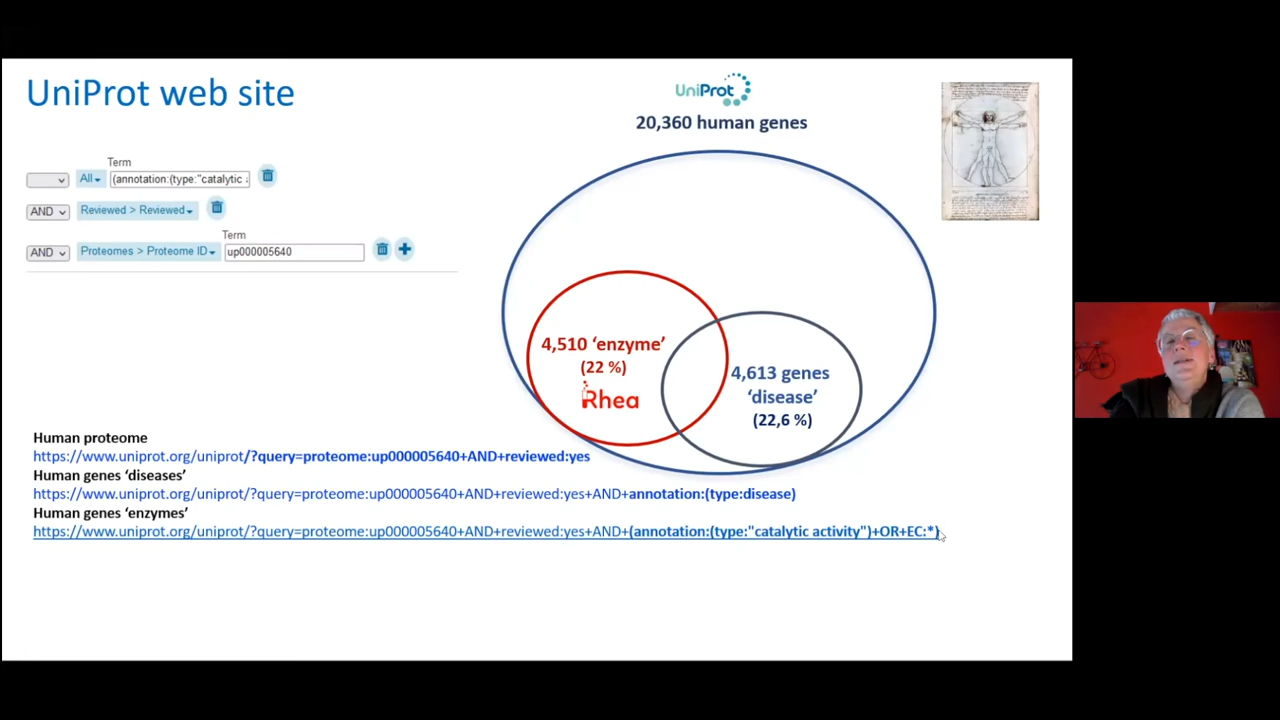 UniProt web site
UniProt
20,360 human genes
Term
All
(annotation:(type:"catalytic
AND
Reviewed > Reviewed
Term
AND
Proteomes > Proteome ID
up000005640
4,510 ‘enzyme’
(22 %)
Rhea
4,613 genes
‘disease’
(22,6 %)
Human proteome
https://www.uniprot.org/uniprot/?query=proteome:up000005640+AND+reviewed:yes
Human genes ‘diseases’
https://www.uniprot.org/uniprot/?query=proteome:up000005640+AND+reviewed:yes+AND+annotation:(type:disease)
Human genes ‘enzymes’
https://www.uniprot.org/uniprot/?query=proteome:up000005640+AND+reviewed:yes+AND+(annotation:(type:"catalytic activity")+OR+EC:*)